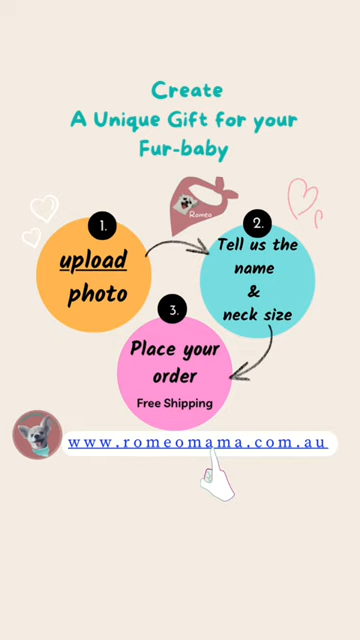 Create
A Unique Gift for your
Fur-baby
Romeo
1.
upload
photo
2.
Tell us the
name
&
neck size
3.
Place your
order
Free Shipping
www.romeomama.com.au